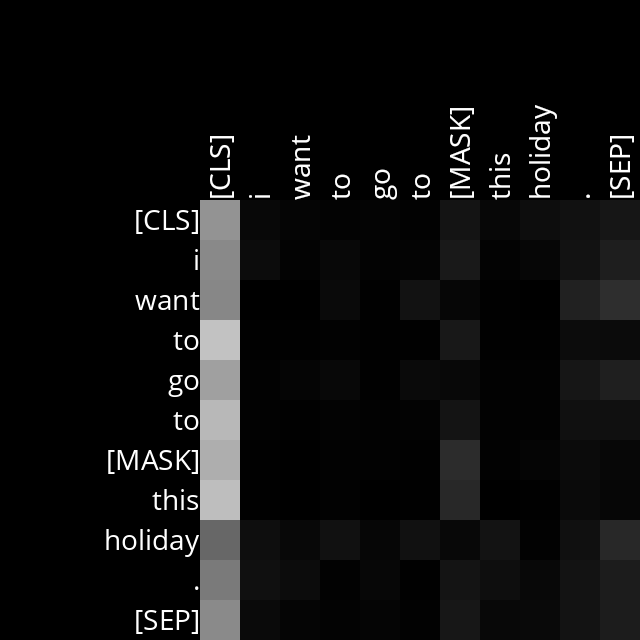 [CLS] i want to go to [MASK] this holiday . [SEP]
[CLS]
i
want
to
go
to
[MASK]
this
holiday
.
[SEP]